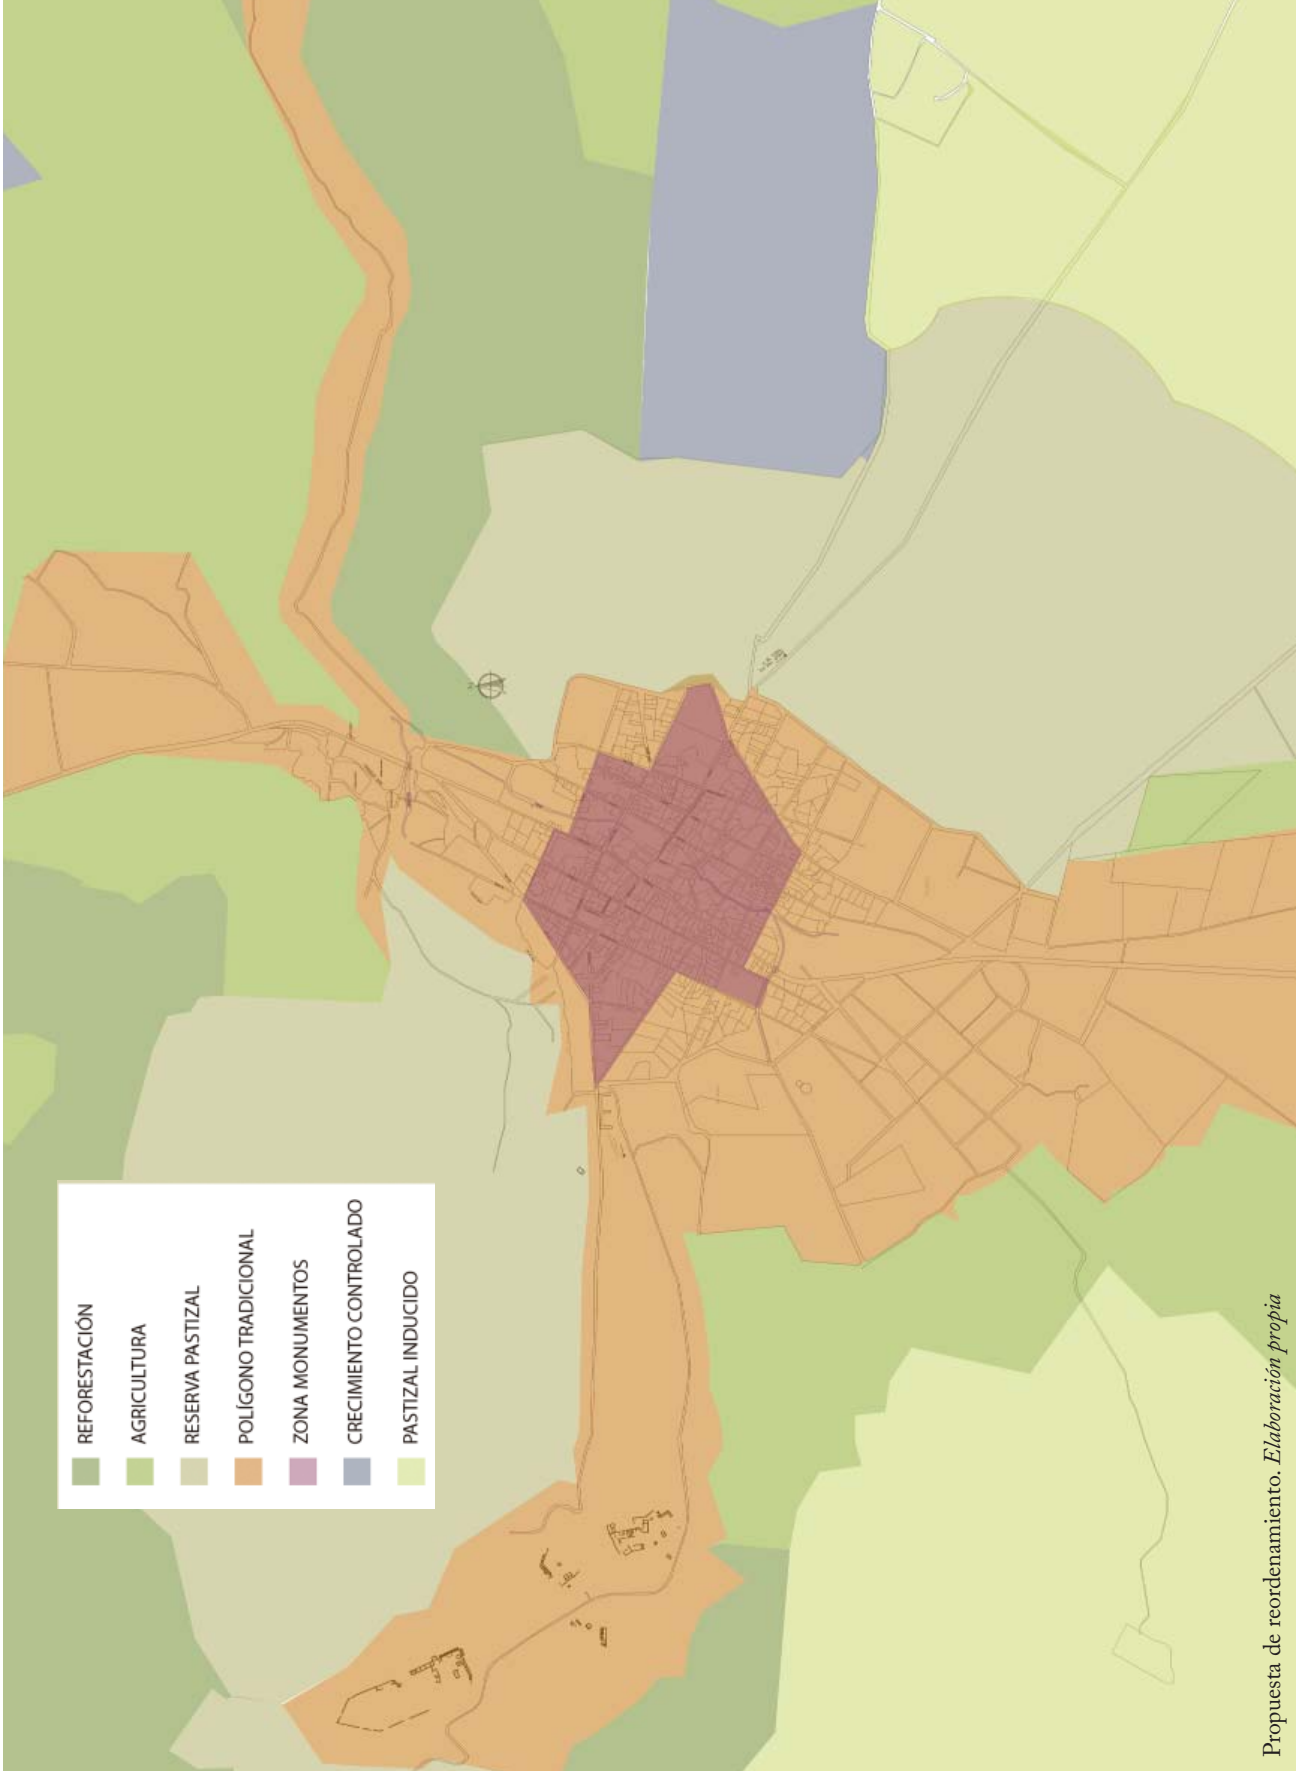 REFORESTACIÓN
AGRICULTURA
RESERVA PASTIZAL
POLÍGONO TRADICIONAL
ZONA MONUMENTOS
CRECIMIENTO CONTROLADO
PASTIZAL INDUCIDO
Propuesta de reordenamiento. Elaboración propia